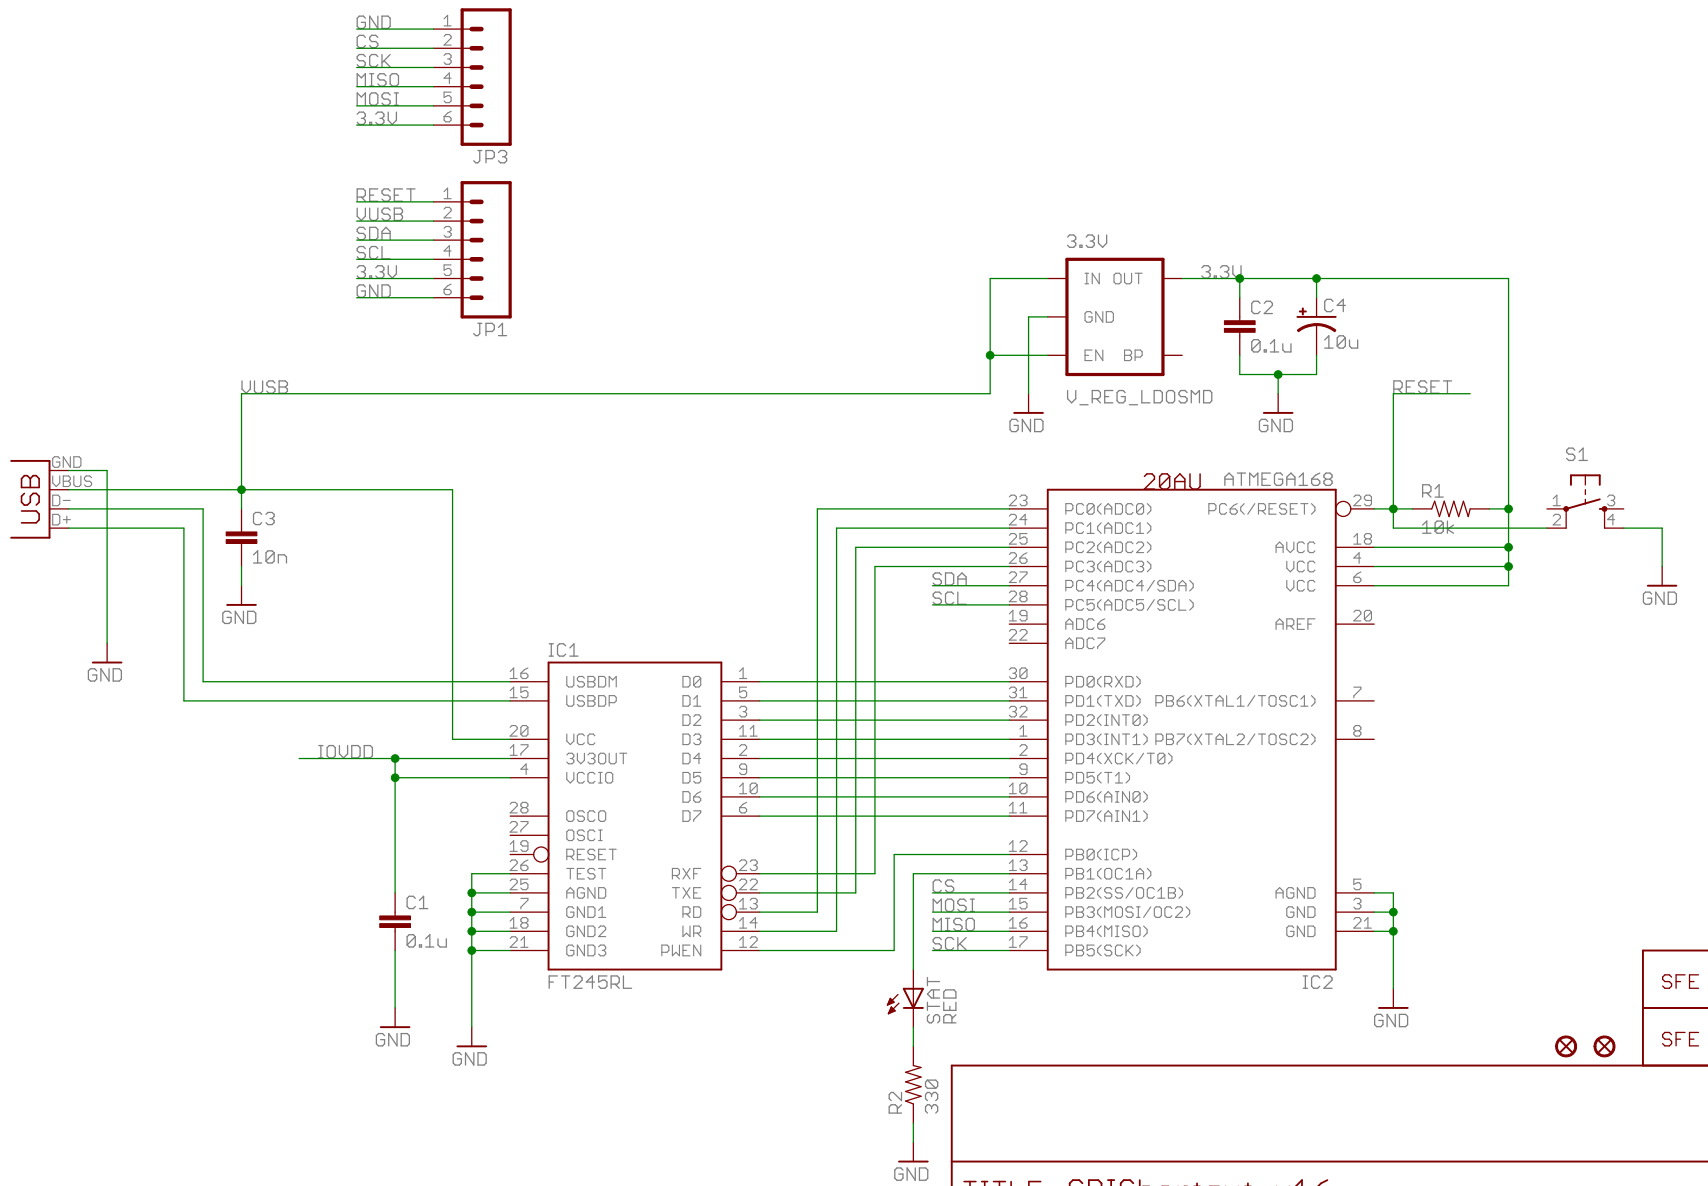 GND 1
CS 2
SCK 3
MISO 4
MOSI 5
3.3V 6
JP3
RESET 1
VUSB 2
SDA 3
SCL 4
3.3V 5
GND 6
JP1
3.3V
IN OUT
GND
EN BP
V_REG_LDOSMD
3.3V
C2
0.1u
C4
10u
GND
GND
VUSB
RESET
USB
GND
VBUS
D-
D+
C3
10n
GND
GND
S1
1
2
3
4
GND
R1
10k
20AU ATMEGA168
23 PC0(ADC0) PC6(/RESET) 29
24 PC1(ADC1)
25 PC2(ADC2) AVCC 18
26 PC3(ADC3) VCC 4
SDA 27 PC4(ADC4/SDA) VCC 6
SCL 28 PC5(ADC5/SCL)
19 ADC6 AREF 20
22 ADC7
30 PD0(RXD)
31 PD1(TXD) PB6(XTAL1/TOSC1) 7
32 PD2(INT0)
1 PD3(INT1) PB7(XTAL2/TOSC2) 8
2 PD4(XCK/T0)
9 PD5(T1)
10 PD6(AIN0)
11 PD7(AIN1)
12 PB0(ICP)
13 PB1(OC1A)
CS 14 PB2(SS/OC1B) AGND 5
MOSI 15 PB3(MOSI/OC2) GND 3
MISO 16 PB4(MISO) GND 21
SCK 17 PB5(SCK)
IC2
GND
IC1
16 USBDM D0 1
15 USBDP D1 5
D2 3
20 VCC D3 11
IOVDD 17 3V3OUT D4 2
4 VCCIO D5 9
D6 10
28 OSCO D7 6
27 OSCI
19 RESET
26 TEST RXF 23
25 AGND TXE 22
7 GND1 RD 13
18 GND2 WR 14
21 GND3 PWEN 12
FT245RL
C1
0.1u
GND
GND
STAT
RED
R2
330
GND
SFE
SFE